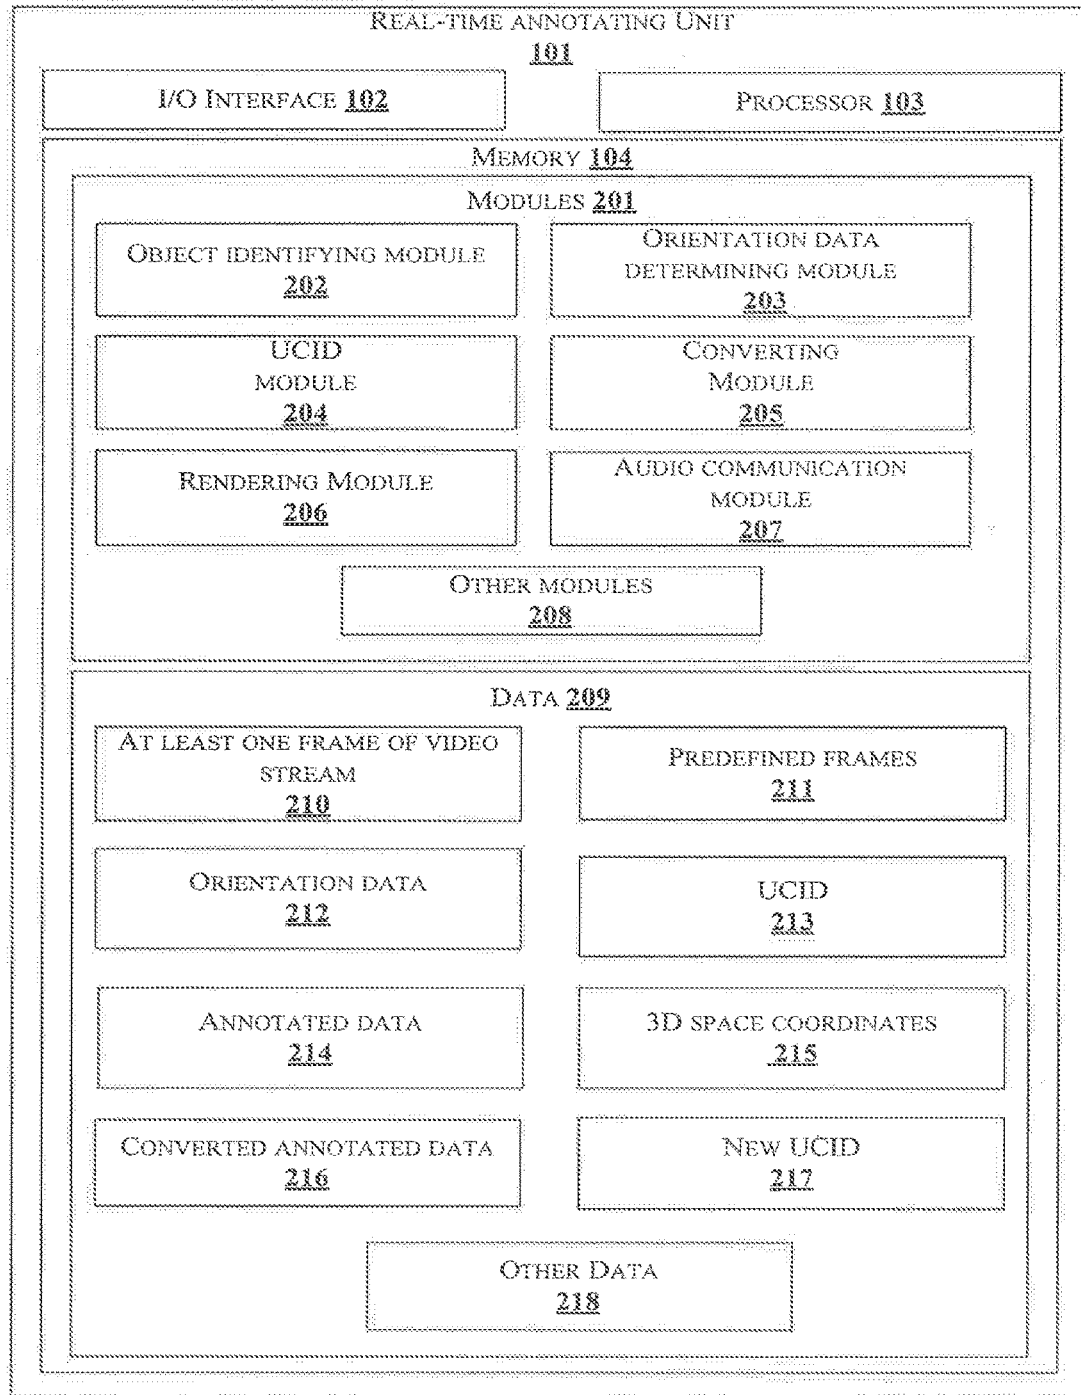 REAL-TIME ANNOTATING UNIT
101
I/O INTERFACE 102
PROCESSOR 103
MEMORY 104
MODULES 201
OBJECT IDENTIFYING MODULE
202
ORIENTATION DATA
DETERMINING MODULE
203
UCID
MODULE
204
CONVERTING
MODULE
205
RENDERING MODULE
206
AUDIO COMMUNICATION
MODULE
207
OTHER MODULES
208
DATA 209
AT LEAST ONE FRAME OF VIDEO
STREAM
210
PREDEFINED FRAMES
211
ORIENTATION DATA
212
UCID
213
ANNOTATED DATA
214
3D SPACE COORDINATES
215
CONVERTED ANNOTATED DATA
216
NEW UCID
217
OTHER DATA
218